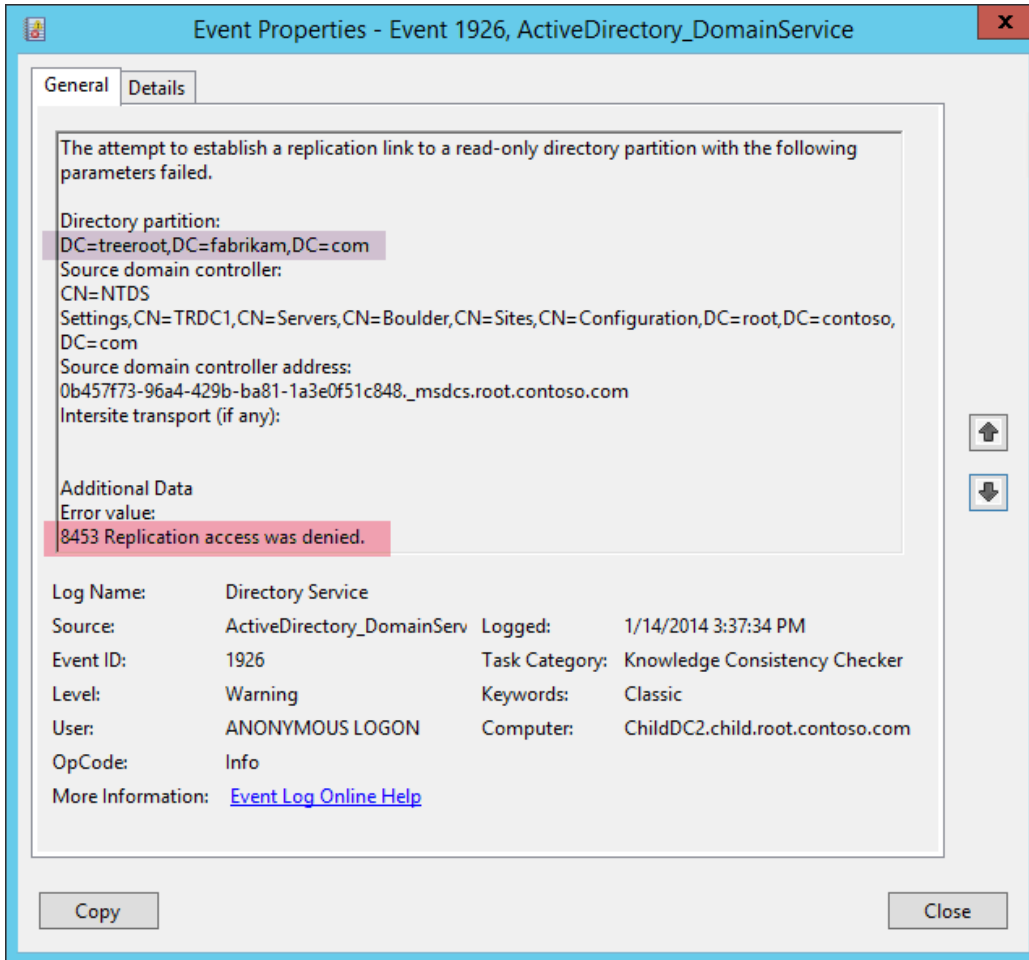 Event Properties - Event 1926, ActiveDirectory_DomainService
x
General
Details
The attempt to establish a replication link to a read-only directory partition with the following
parameters failed.
Directory partition:
DC=treeroot,DC=fabrikam,DC=com
Source domain controller:
CN=NTDS
Settings,CN=TRDC1,CN=Servers,CN=Boulder,CN=Sites,CN=Configuration,DC=root,DC=contoso,
DC=com
Source domain controller address:
0b457f73-96a4-429b-ba81-1a3e0f51c848._msdcs.root.contoso.com
Intersite transport (if any):
Additional Data
Error value:
8453 Replication access was denied.
Log Name: Directory Service
Source: ActiveDirectory_DomainServ Logged: 1/14/2014 3:37:34 PM
Event ID: 1926 Task Category: Knowledge Consistency Checker
Level: Warning Keywords: Classic
User: ANONYMOUS LOGON Computer: ChildDC2.child.root.contoso.com
OpCode: Info
More Information: Event Log Online Help
Copy
Close